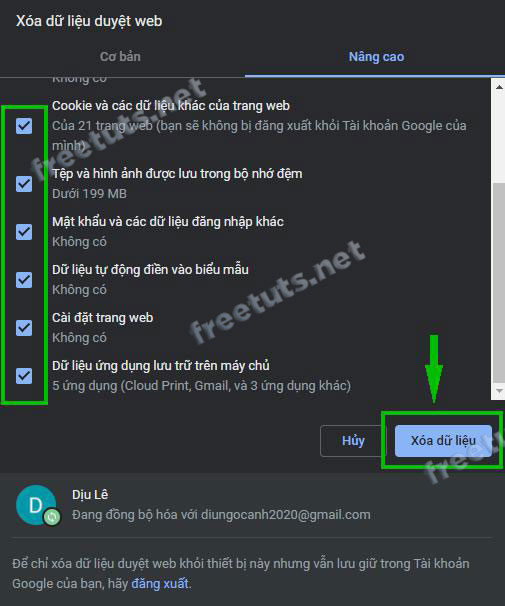 Xóa dữ liệu duyệt web
Cơ bản
Nâng cao
Không có
Cookie và các dữ liệu khác của trang web
Của 21 trang web (bạn sẽ không bị đăng xuất khỏi Tài khoản Google của
mình)
Tệp và hình ảnh được lưu trong bộ nhớ đệm
Dưới 199 MB
Mật khẩu và các dữ liệu đăng nhập khác
Không có
Dữ liệu tự động điền vào biểu mẫu
Không có
Cài đặt trang web
Không có
Dữ liệu ứng dụng lưu trữ trên máy chủ
5 ứng dụng (Cloud Print, Gmail, và 3 ứng dụng khác)
Hủy
Xóa dữ liệu
D
Dịu Lê
Đang đồng bộ hóa với diungocanh2020@gmail.com
Để chỉ xóa dữ liệu duyệt web khỏi thiết bị này nhưng vẫn lưu giữ trong Tài khoản
Google của bạn, hãy đăng xuất.
freetuts.net
freetuts.net
freetuts.net